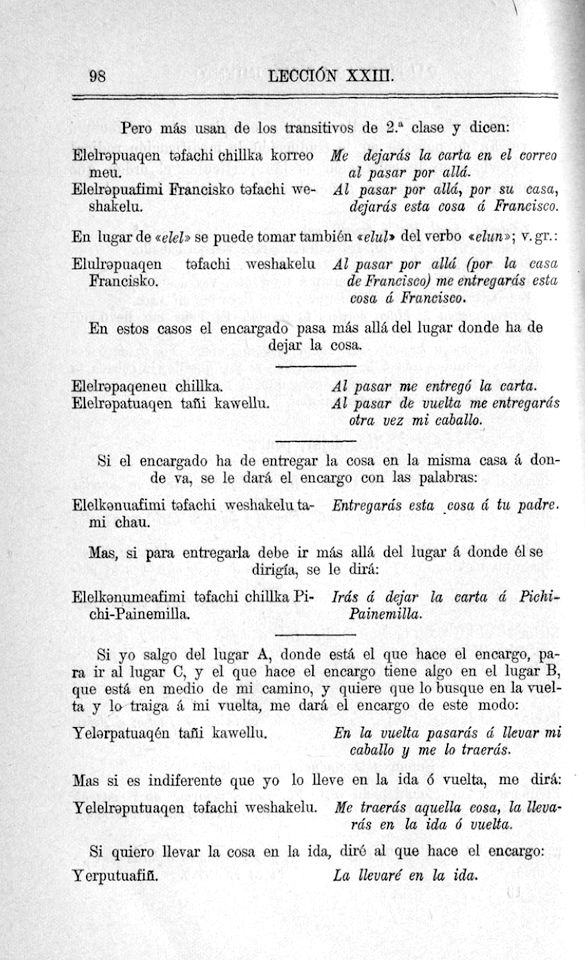 98 LECCIÓN XXIII.
Pero más usan de los transitivos de 2.ª clase y dicen:
Elelrəpuaqen təfachi chillka korreo Me dejarás la carta en el correo
meu. al pasar por allá.
Elelrəpuafimi Francisko təfachi we- Al pasar por allá, por su casa,
shakelu. dejarás esta cosa á Francisco.
En lugar de «elel» se puede tomar también «elul» del verbo «elun»; v. gr.:
Elulrəpuaqen təfachi weshakelu Al pasar por allá (por la casa
Francisko. de Francisco) me entregarás esta
cosa á Francisco.
En estos casos el encargado pasa más allá del lugar donde ha de
dejar la cosa.
Elelrəpaqeneu chillka. Al pasar me entregó la carta.
Elelrəpatuaqen tañi kawellu. Al pasar de vuelta me entregarás
otra vez mi caballo.
Si el encargado ha de entregar la cosa en la misma casa á don-
de va, se le dará el encargo con las palabras:
Elelkənuafimi təfachi weshakelu ta- Entregarás esta cosa á tu padre.
mi chau.
Mas, si para entregarla debe ir más allá del lugar á donde él se
dirigía, se le dirá:
Elelkənumeafimi təfachi chillka Pi- Irás á dejar la carta á Pichi-
chi-Painemilla. Painemilla.
Si yo salgo del lugar A, donde está el que hace el encargo, pa-
ra ir al lugar C, y el que hace el encargo tiene algo en el lugar B,
que está en medio de mi camino, y quiere que lo busque en la vuel-
ta y lo traiga á mi vuelta, me dará el encargo de este modo:
Yelərpatuaqén tañi kawellu. En la vuelta pasarás á llevar mi
caballo y me lo traerás.
Mas si es indiferente que yo lo lleve en la ida ó vuelta, me dirá:
Yelelrəputuaqen təfachi weshakelu. Me traerás aquella cosa, la lleva-
rás en la ida ó vuelta.
Si quiero llevar la cosa en la ida, diré al que hace el encargo:
Yerputuafiñ. La llevaré en la ida.